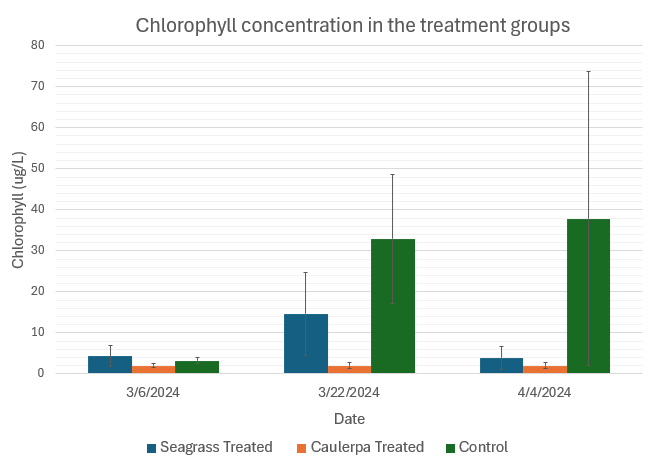 Chlorophyll concentration in the treatment groups
80
70
60
50
40
30
20
10
0
Chlorophyll (ug/L)
3/6/2024 3/22/2024 4/4/2024
Date
Seagrass Treated Caulerpa Treated Control